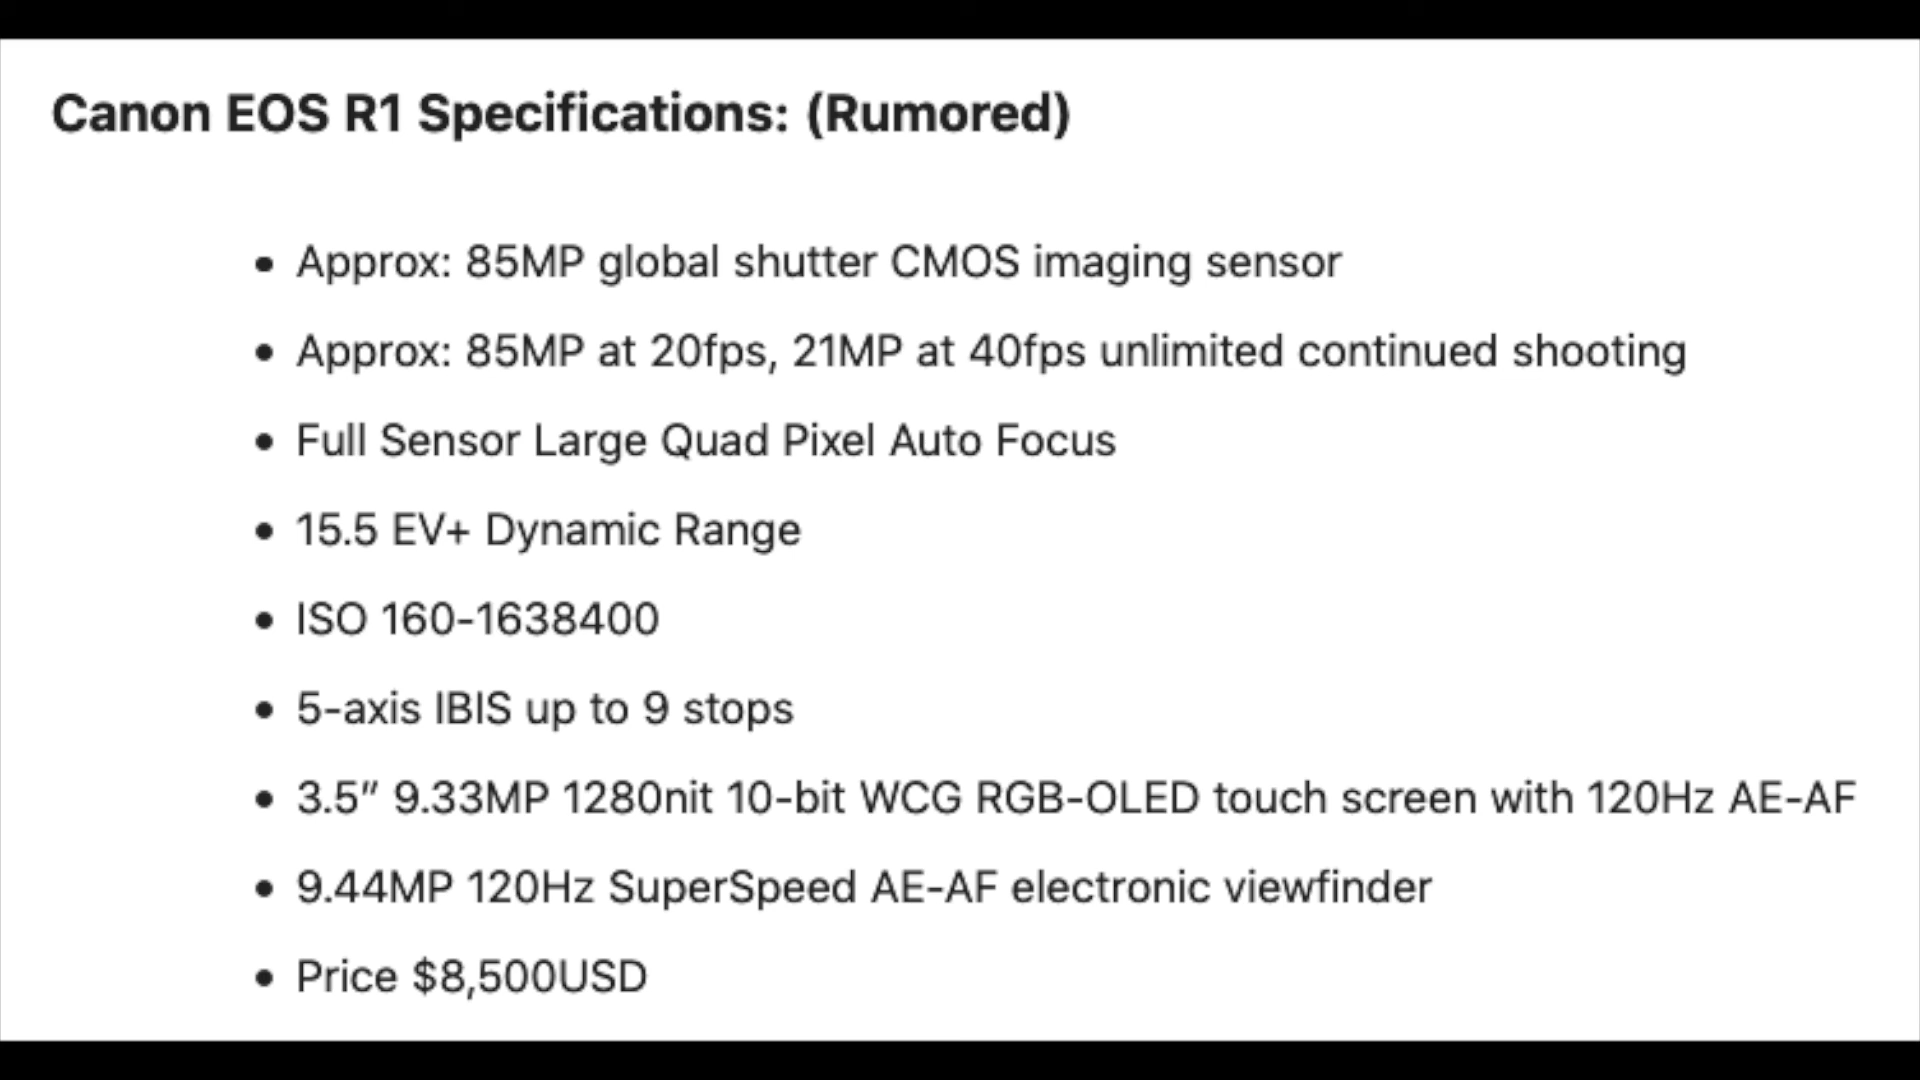 Canon EOS R1 Specifications: (Rumored)
• Approx: 85MP global shutter CMOS imaging sensor
• Approx: 85MP at 20fps, 21MP at 40fps unlimited continued shooting
• Full Sensor Large Quad Pixel Auto Focus
• 15.5 EV+ Dynamic Range
• ISO 160-1638400
• 5-axis IBIS up to 9 stops
• 3.5″ 9.33MP 1280nit 10-bit WCG RGB-OLED touch screen with 120Hz AE-AF
• 9.44MP 120Hz SuperSpeed AE-AF electronic viewfinder
• Price $8,500USD